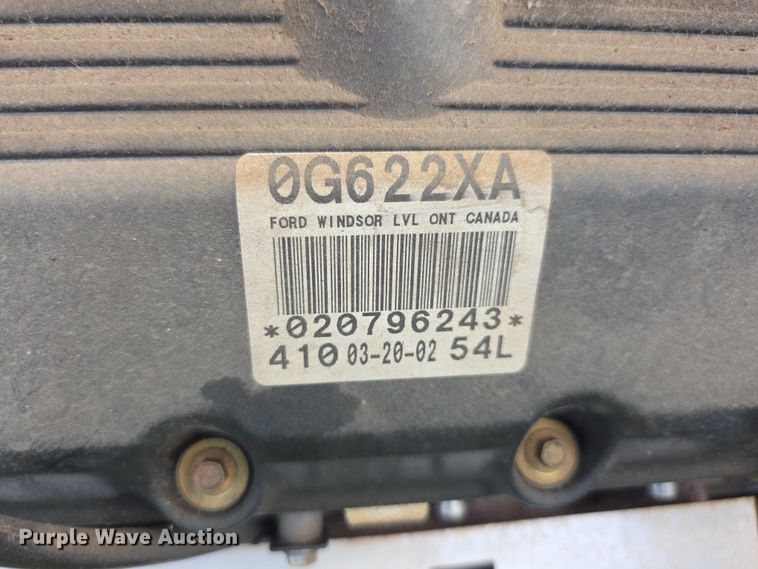 0G622XA
FORD WINDSOR LVL ONT CANADA
*020796243*
410 03-20-02 54L
Purple Wave Auction